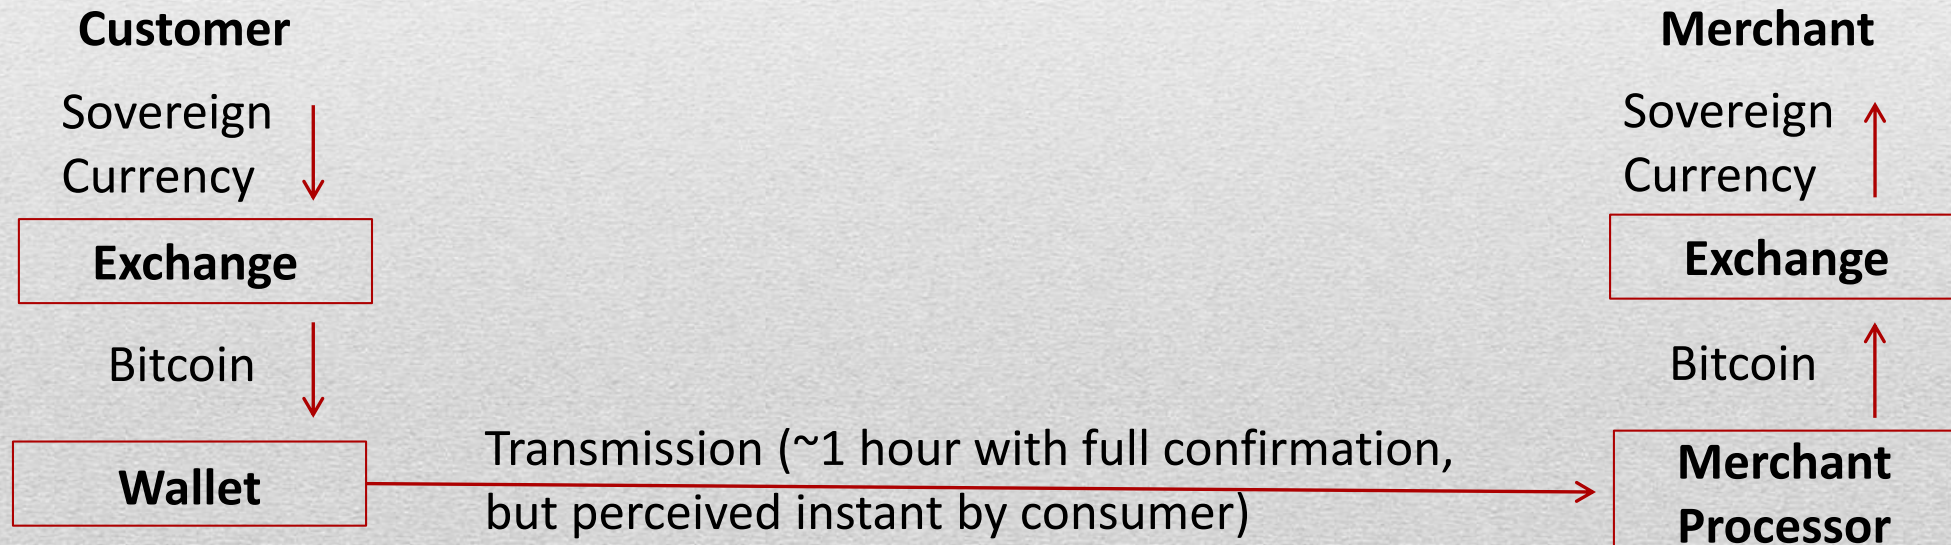 Customer
Sovereign
Currency
Exchange
Bitcoin
Wallet
Transmission (~1 hour with full confirmation,
but perceived instant by consumer)
Merchant
Sovereign
Currency
Exchange
Bitcoin
Merchant
Processor